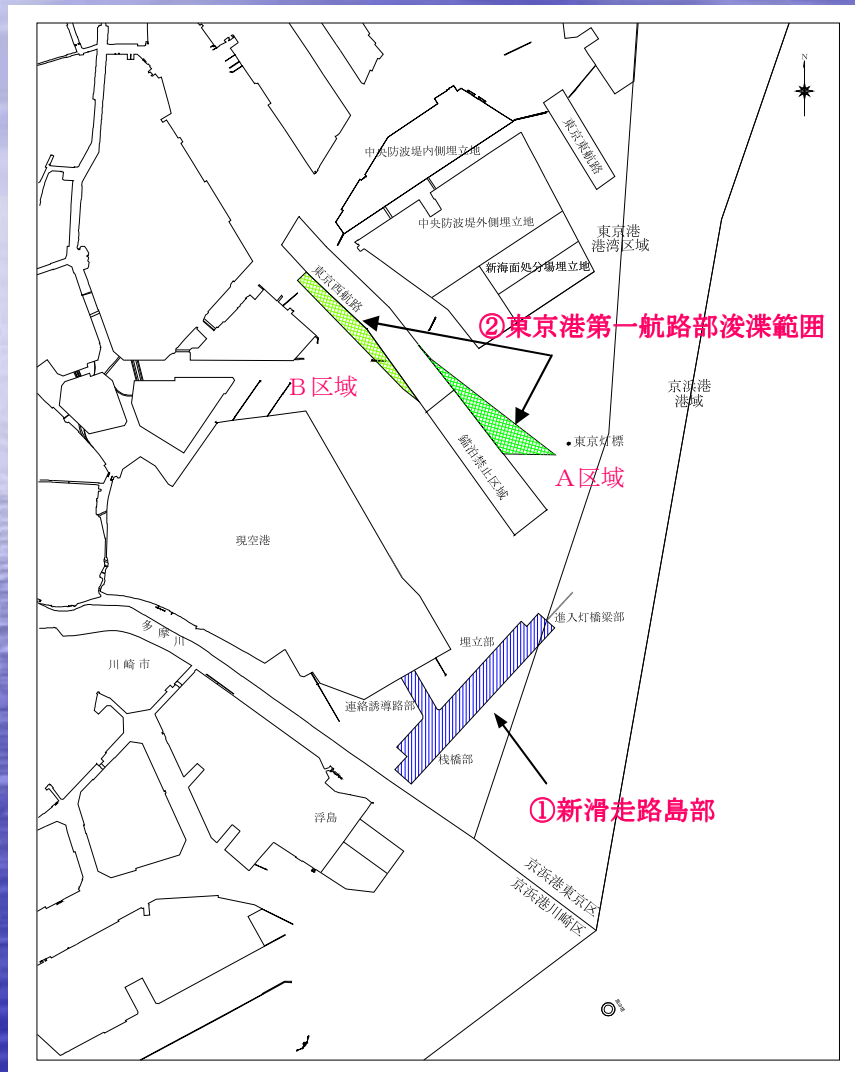 N
中央防波堤内側埋立地
東京東航路
中央防波堤外側埋立地
東京港
港湾区域
新海面処分場埋立地
東京西航路
②東京港第一航路部浚渫範囲
B区域
京浜港
港域
東京灯標
錨泊禁止区域
A区域
現空港
多摩川
川崎市
進入灯橋梁部
埋立部
連絡誘導路部
桟橋部
①新滑走路島部
浮島
京浜港東京区
京浜港川崎区